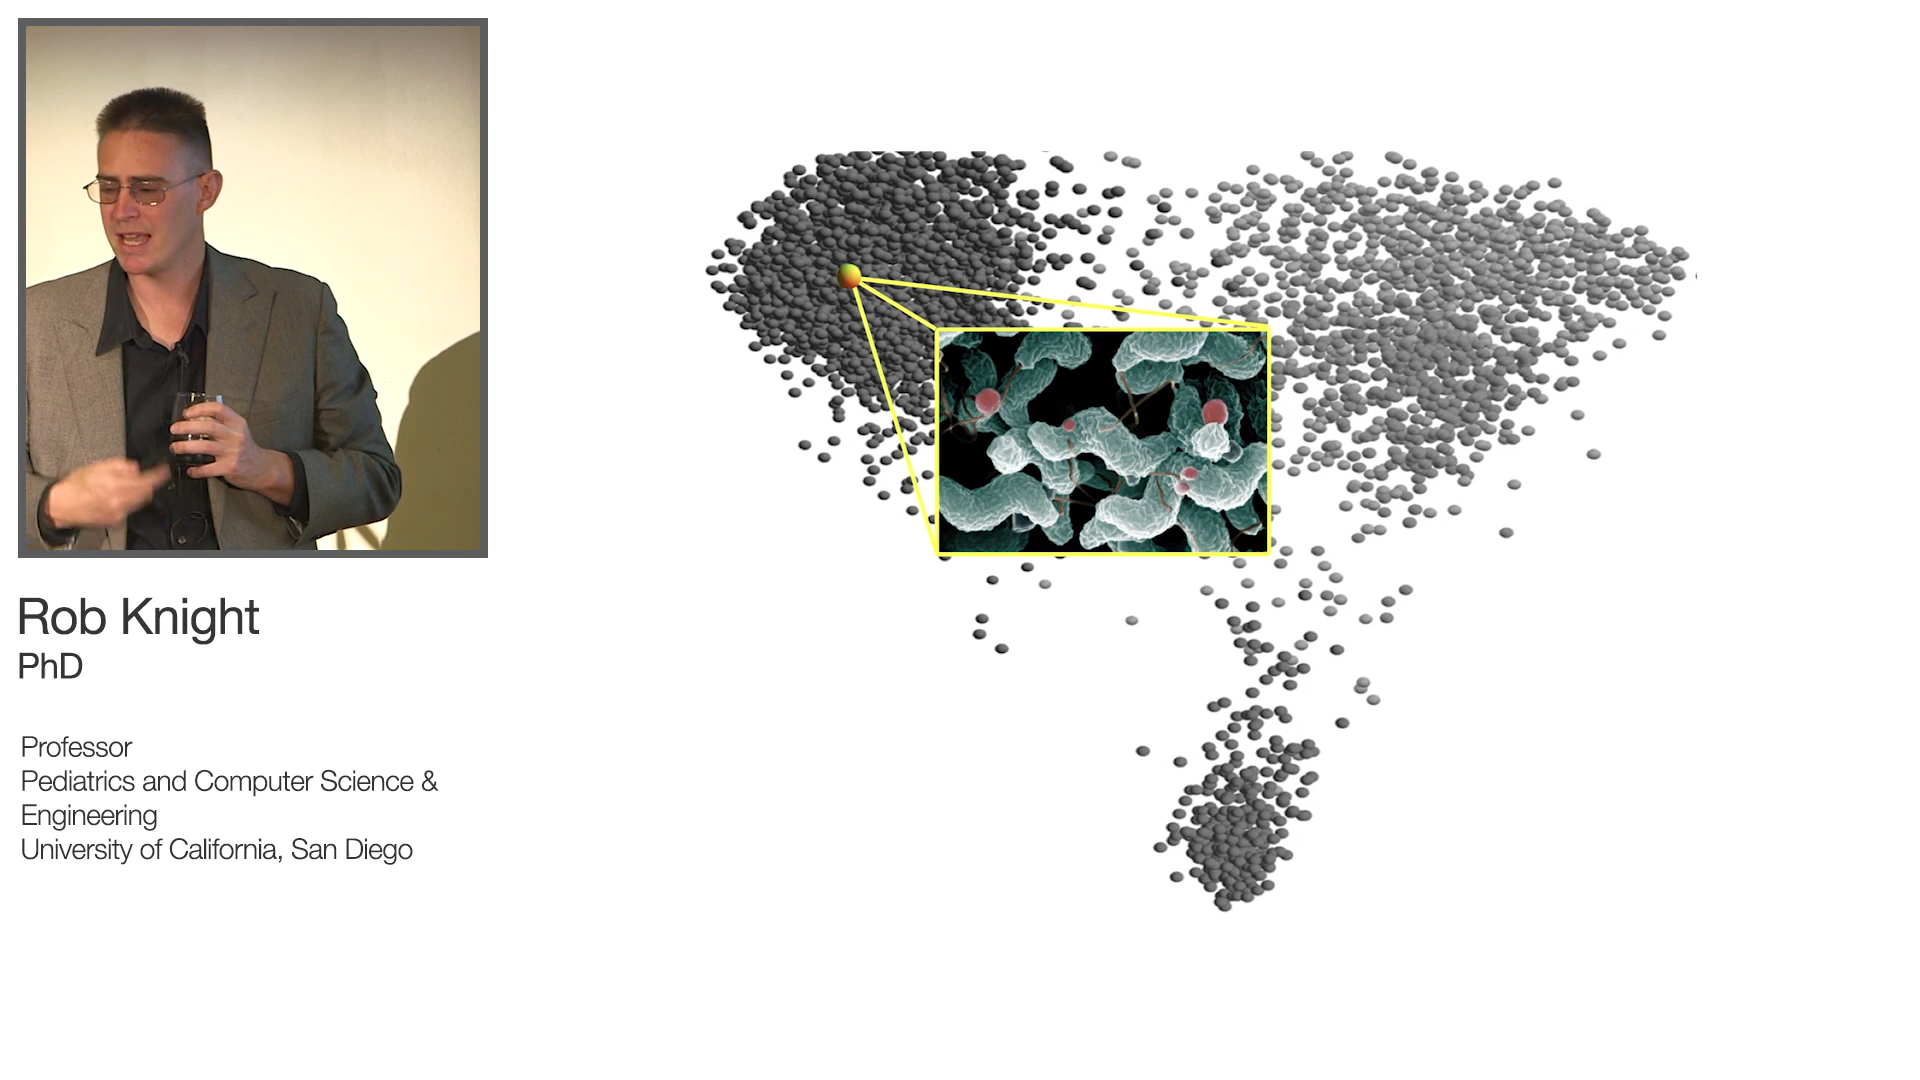 Rob Knight
PhD
Professor
Pediatrics and Computer Science &
Engineering
University of California, San Diego